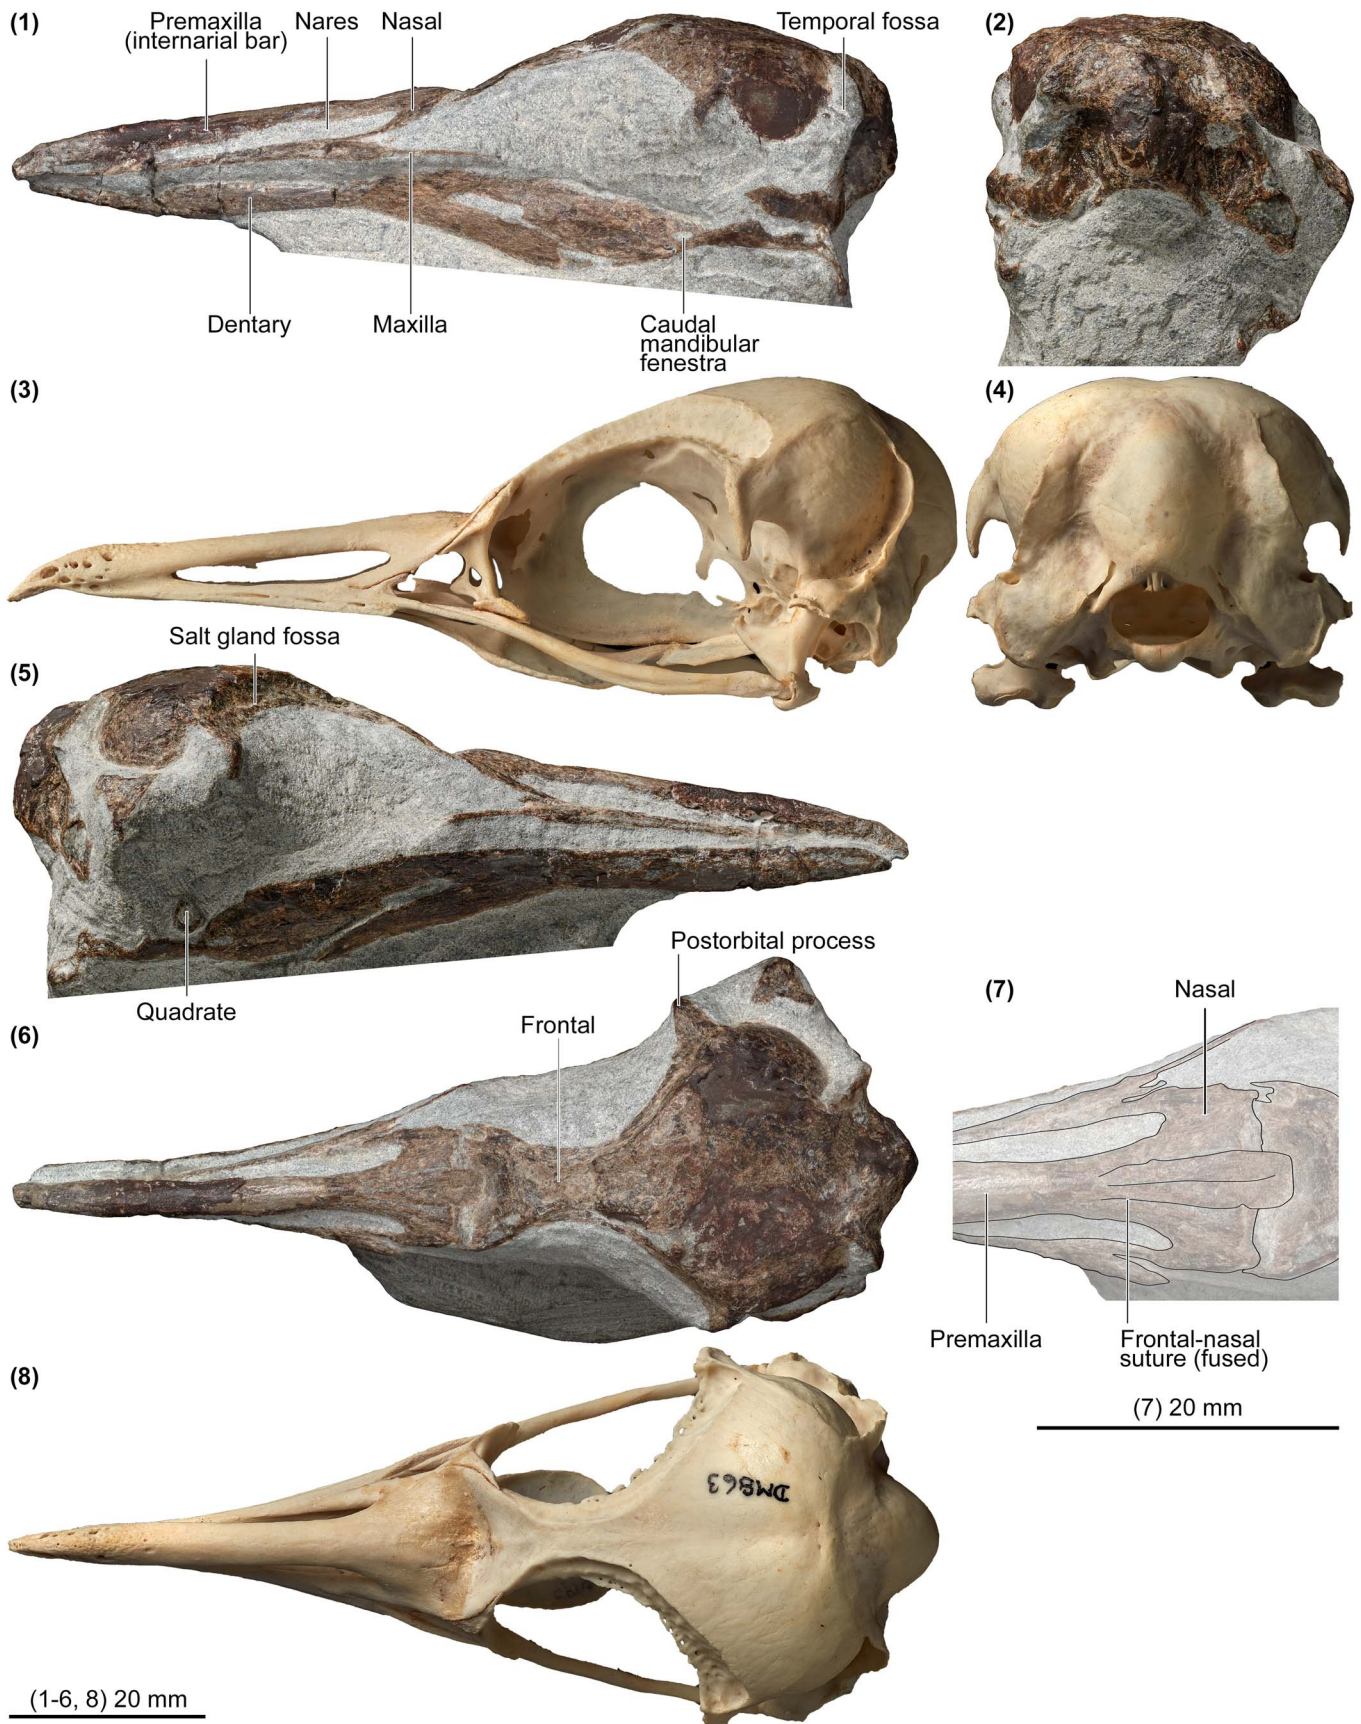 (1)
Premaxilla
(internarial bar)
Nares
Nasal
Temporal fossa
(2)
Dentary
Maxilla
Caudal
mandibular
fenestra
(3)
(4)
Salt gland fossa
(5)
Quadrate
Postorbital process
(6)
Frontal
(7)
Nasal
Premaxilla
Frontal-nasal
suture (fused)
(7) 20 mm
(8)
DM863
(1-6, 8) 20 mm